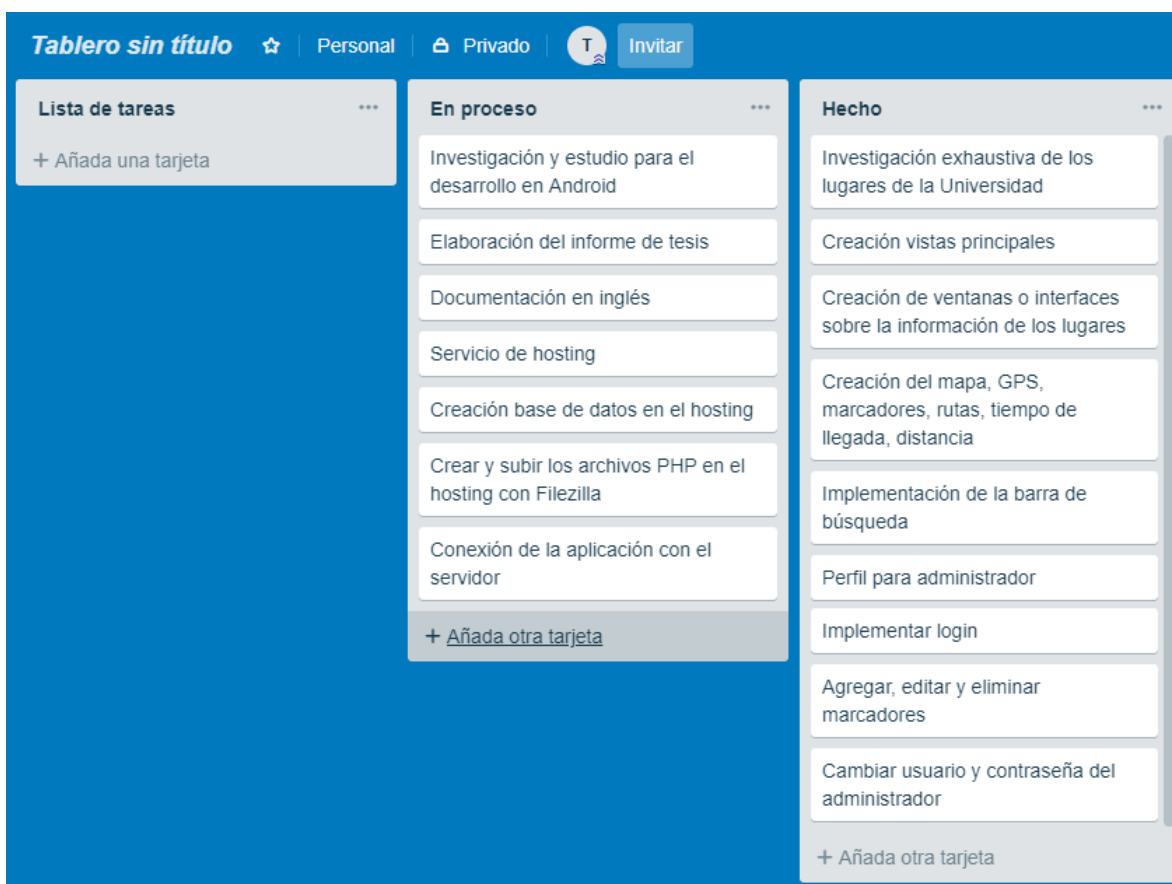 Tablero sin título
Personal
Privado
T
Invitar
Lista de tareas
+ Añada una tarjeta
En proceso
Investigación y estudio para el
desarrollo en Android
Elaboración del informe de tesis
Documentación en inglés
Servicio de hosting
Creación base de datos en el hosting
Crear y subir los archivos PHP en el
hosting con Filezilla
Conexión de la aplicación con el
servidor
+ Añada otra tarjeta
Hecho
Investigación exhaustiva de los
lugares de la Universidad
Creación vistas principales
Creación de ventanas o interfaces
sobre la información de los lugares
Creación del mapa, GPS,
marcadores, rutas, tiempo de
llegada, distancia
Implementación de la barra de
búsqueda
Perfil para administrador
Implementar login
Agregar, editar y eliminar
marcadores
Cambiar usuario y contraseña del
administrador
+ Añada otra tarjeta